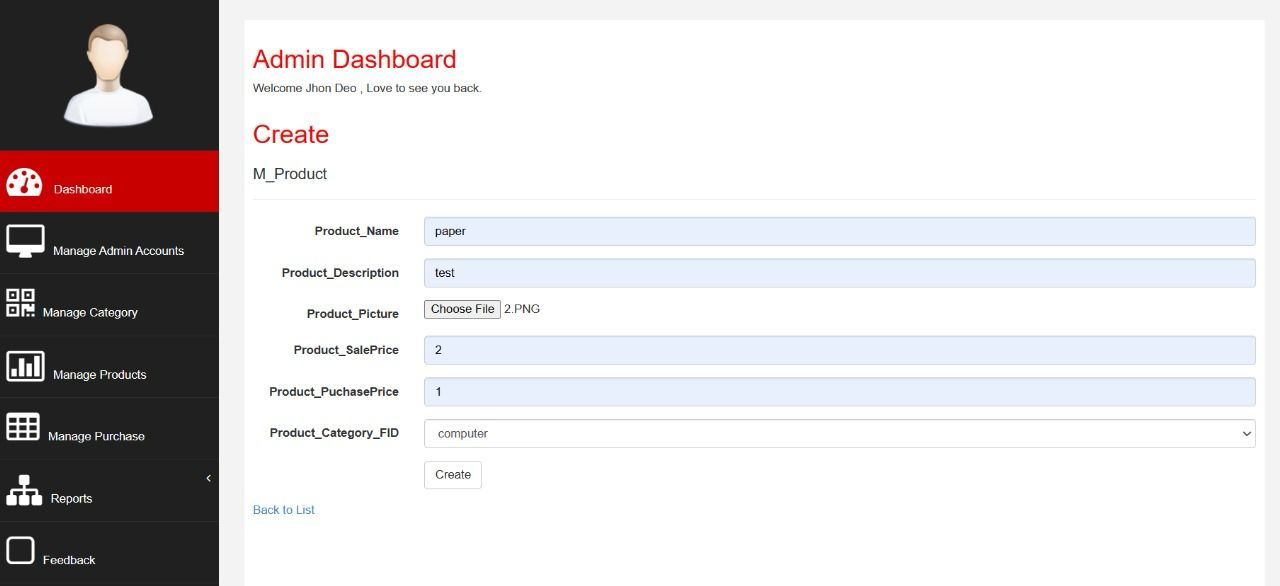 Dashboard
Manage Admin Accounts
Manage Category
Manage Products
Manage Purchase
Reports
Feedback
Admin Dashboard
Welcome Jhon Deo , Love to see you back.
Create
M_Product
Product_Name paper
Product_Description test
Product_Picture Choose File 2.PNG
Product_SalePrice 2
Product_PuchasePrice 1
Product_Category_FID computer
Create
Back to List